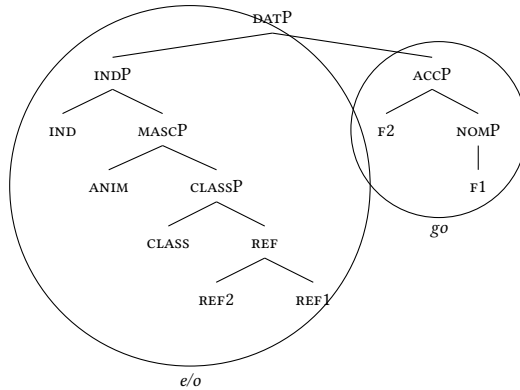 DATP
INDP ACCP
IND MASCP F2 NOMP
ANIM CLASSP F1
CLASS REF go
REF2 REF1
e/o